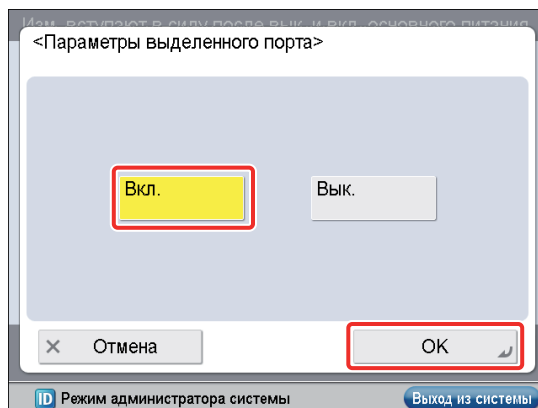 Изм. вступают в силу после вык. и вкл. основного питания
<Параметры выделенного порта>
Вкл. Вык.
× Отмена OK
ID Режим администратора системы Выход из системы